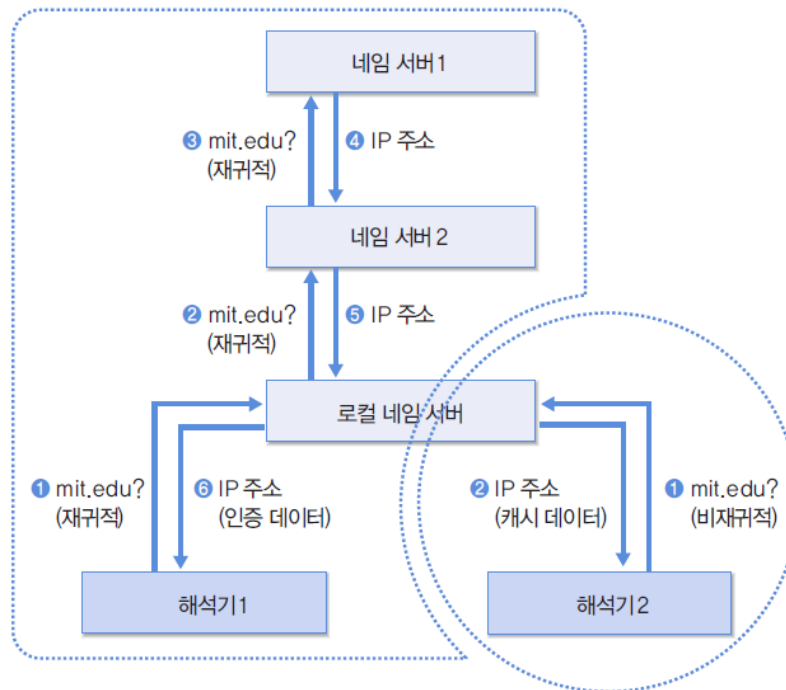 네임 서버 1
❸ mit.edu?
(재귀적)
❹ IP 주소
네임 서버 2
❷ mit.edu?
(재귀적)
❺ IP 주소
로컬 네임 서버
❶ mit.edu?
(재귀적)
❻ IP 주소
(인증 데이터)
❷ IP 주소
(캐시 데이터)
❶ mit.edu?
(비재귀적)
해석기 1
해석기 2